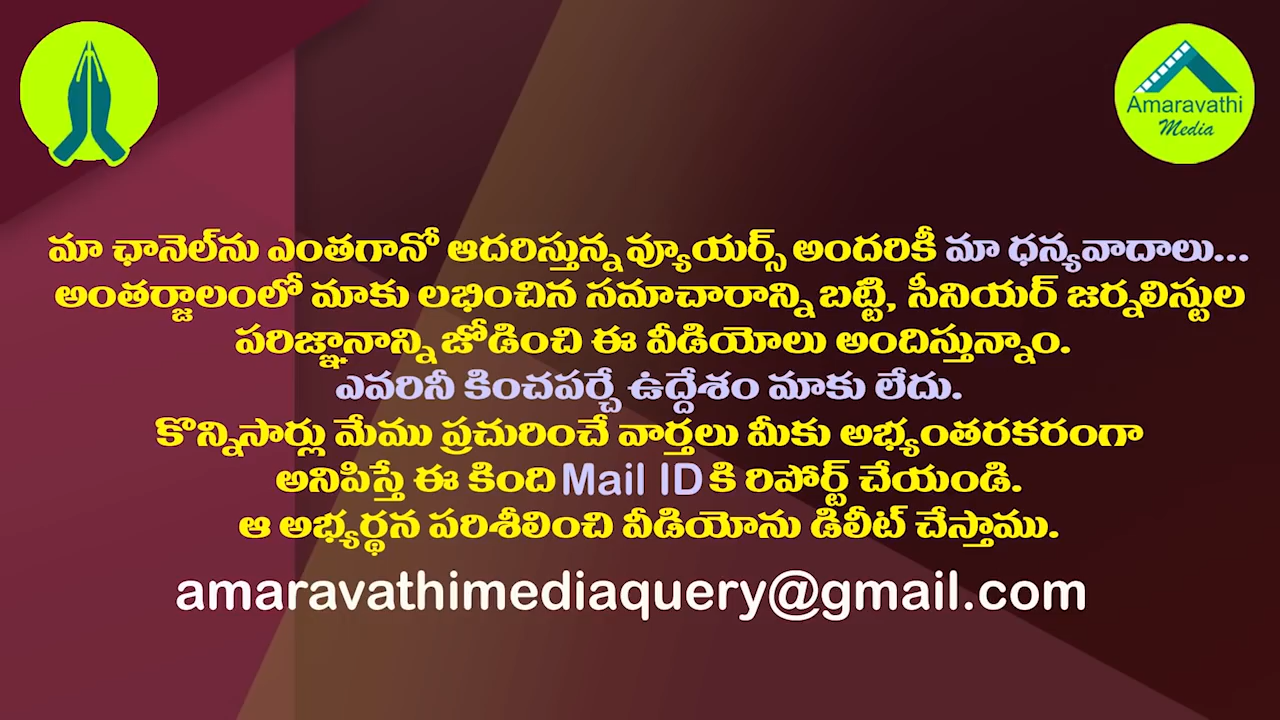 Amaravathi
Media
మా ఛానెల్‌ను ఎంతగానో ఆదరిస్తున్న వ్యూయర్స్ అందరికీ మా ధన్యవాదాలు...
అంతర్జాలంలో మాకు లభించిన సమాచారాన్ని బట్టి, సీనియర్ జర్నలిస్టుల
పరిజ్ఞానాన్ని జోడించి ఈ వీడియోలు అందిస్తున్నాం.
ఎవరినీ కించపర్చే ఉద్దేశం మాకు లేదు.
కొన్నిసార్లు మేము ప్రచురించే వార్తలు మీకు అభ్యంతరకరంగా
అనిపిస్తే ఈ కింది Mail ID కి రిపోర్ట్ చేయండి.
ఆ అభ్యర్థన పరిశీలించి వీడియోను డిలీట్ చేస్తాము.
amaravathimediaquery@gmail.com